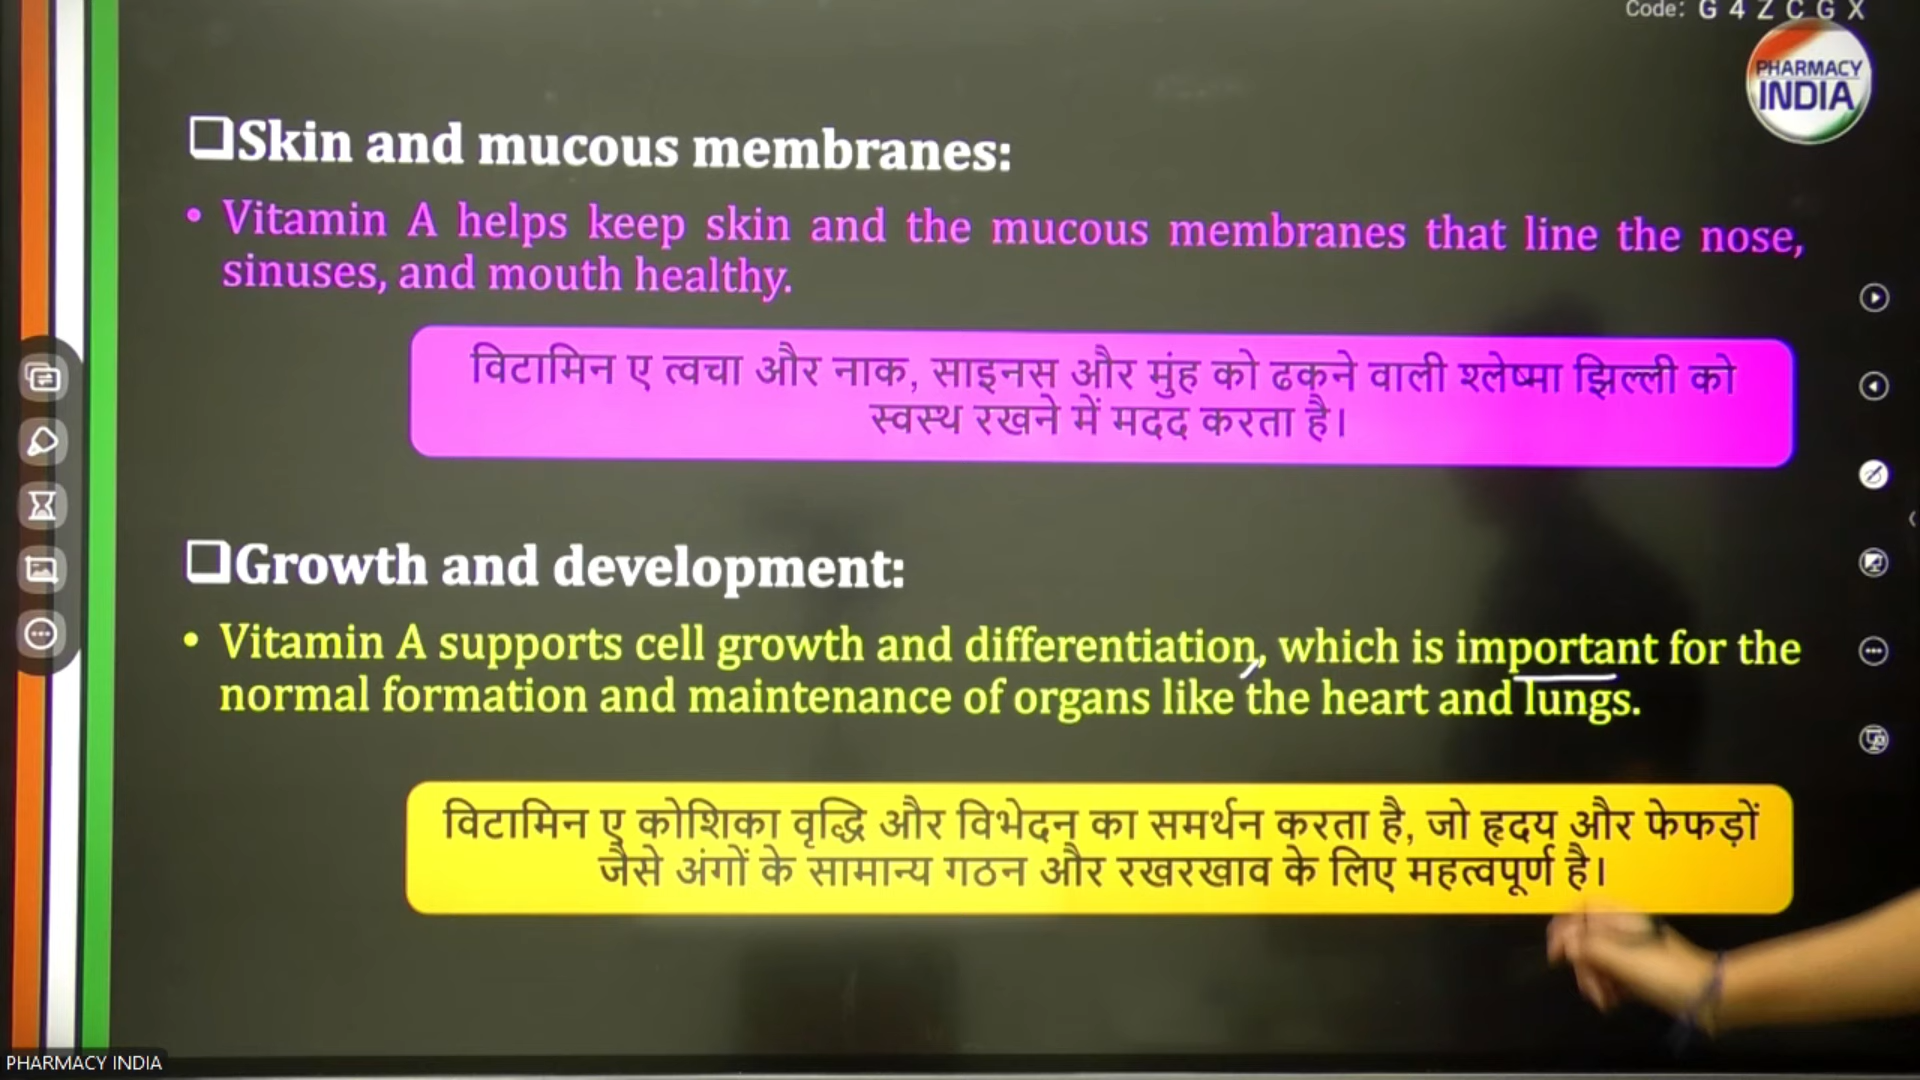 Code: G 4 Z C G X
PHARMACY
INDIA
❑Skin and mucous membranes:
• Vitamin A helps keep skin and the mucous membranes that line the nose,
sinuses, and mouth healthy.
विटामिन ए त्वचा और नाक, साइनस और मुंह को ढकने वाली श्लेष्मा झिल्ली को
स्वस्थ रखने में मदद करता है।
❑Growth and development:
• Vitamin A supports cell growth and differentiation, which is important for the
normal formation and maintenance of organs like the heart and lungs.
विटामिन ए कोशिका वृद्धि और विभेदन का समर्थन करता है, जो हृदय और फेफड़ों
जैसे अंगों के सामान्य गठन और रखरखाव के लिए महत्वपूर्ण है।
PHARMACY INDIA